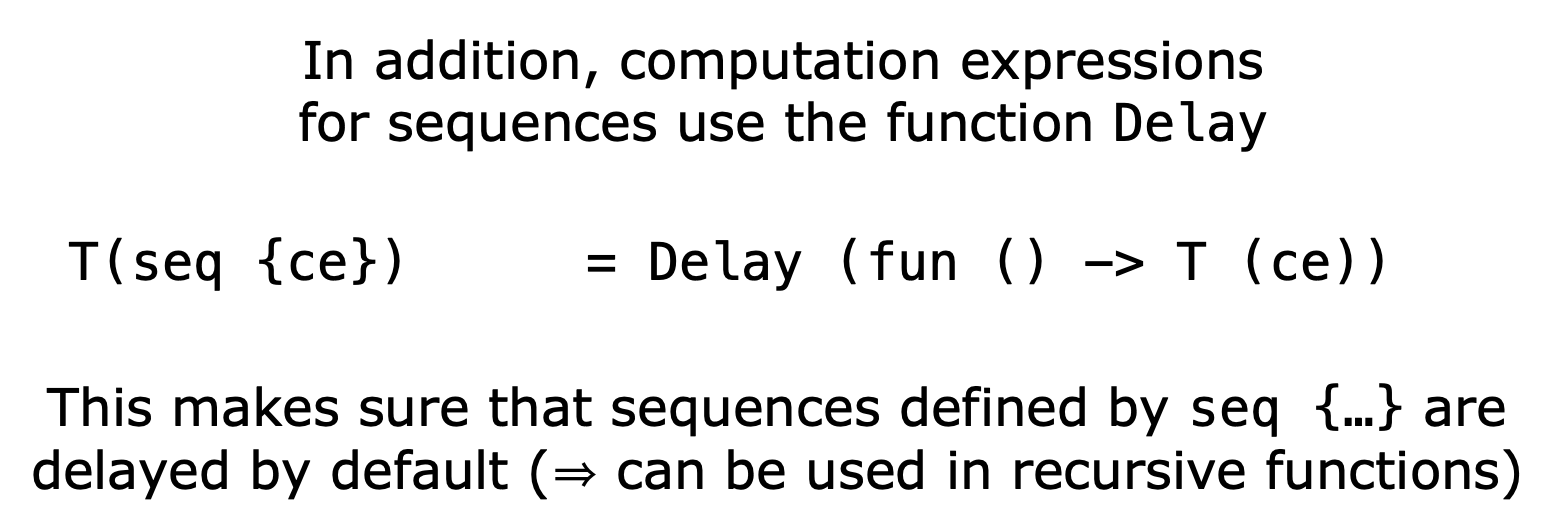 In addition, computation expressions
for sequences use the function Delay
T(seq {ce}) = Delay (fun () –> T (ce))
This makes sure that sequences defined by seq {…} are
delayed by default (⇒ can be used in recursive functions)